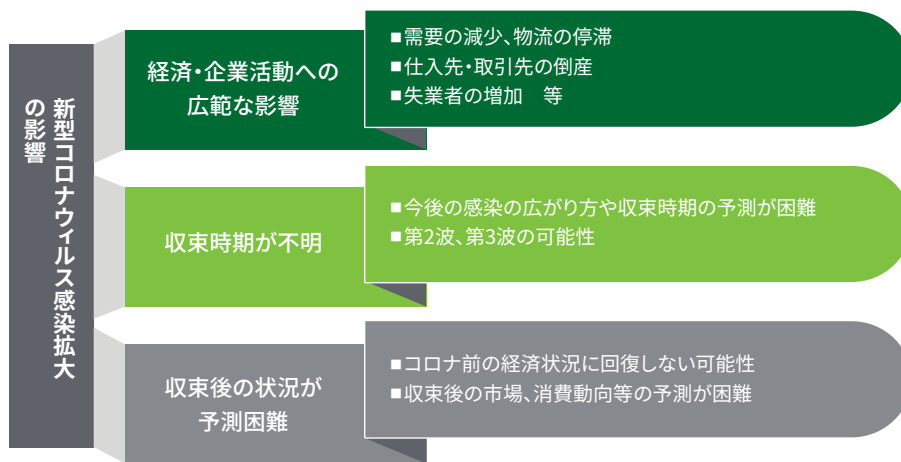 新型コロナウィルス感染拡大
の影響
経済・企業活動への
広範な影響
■需要の減少、物流の停滞
■仕入先・取引先の倒産
■失業者の増加　等
収束時期が不明
■今後の感染の広がり方や収束時期の予測が困難
■第2波、第3波の可能性
収束後の状況が
予測困難
■コロナ前の経済状況に回復しない可能性
■収束後の市場、消費動向等の予測が困難